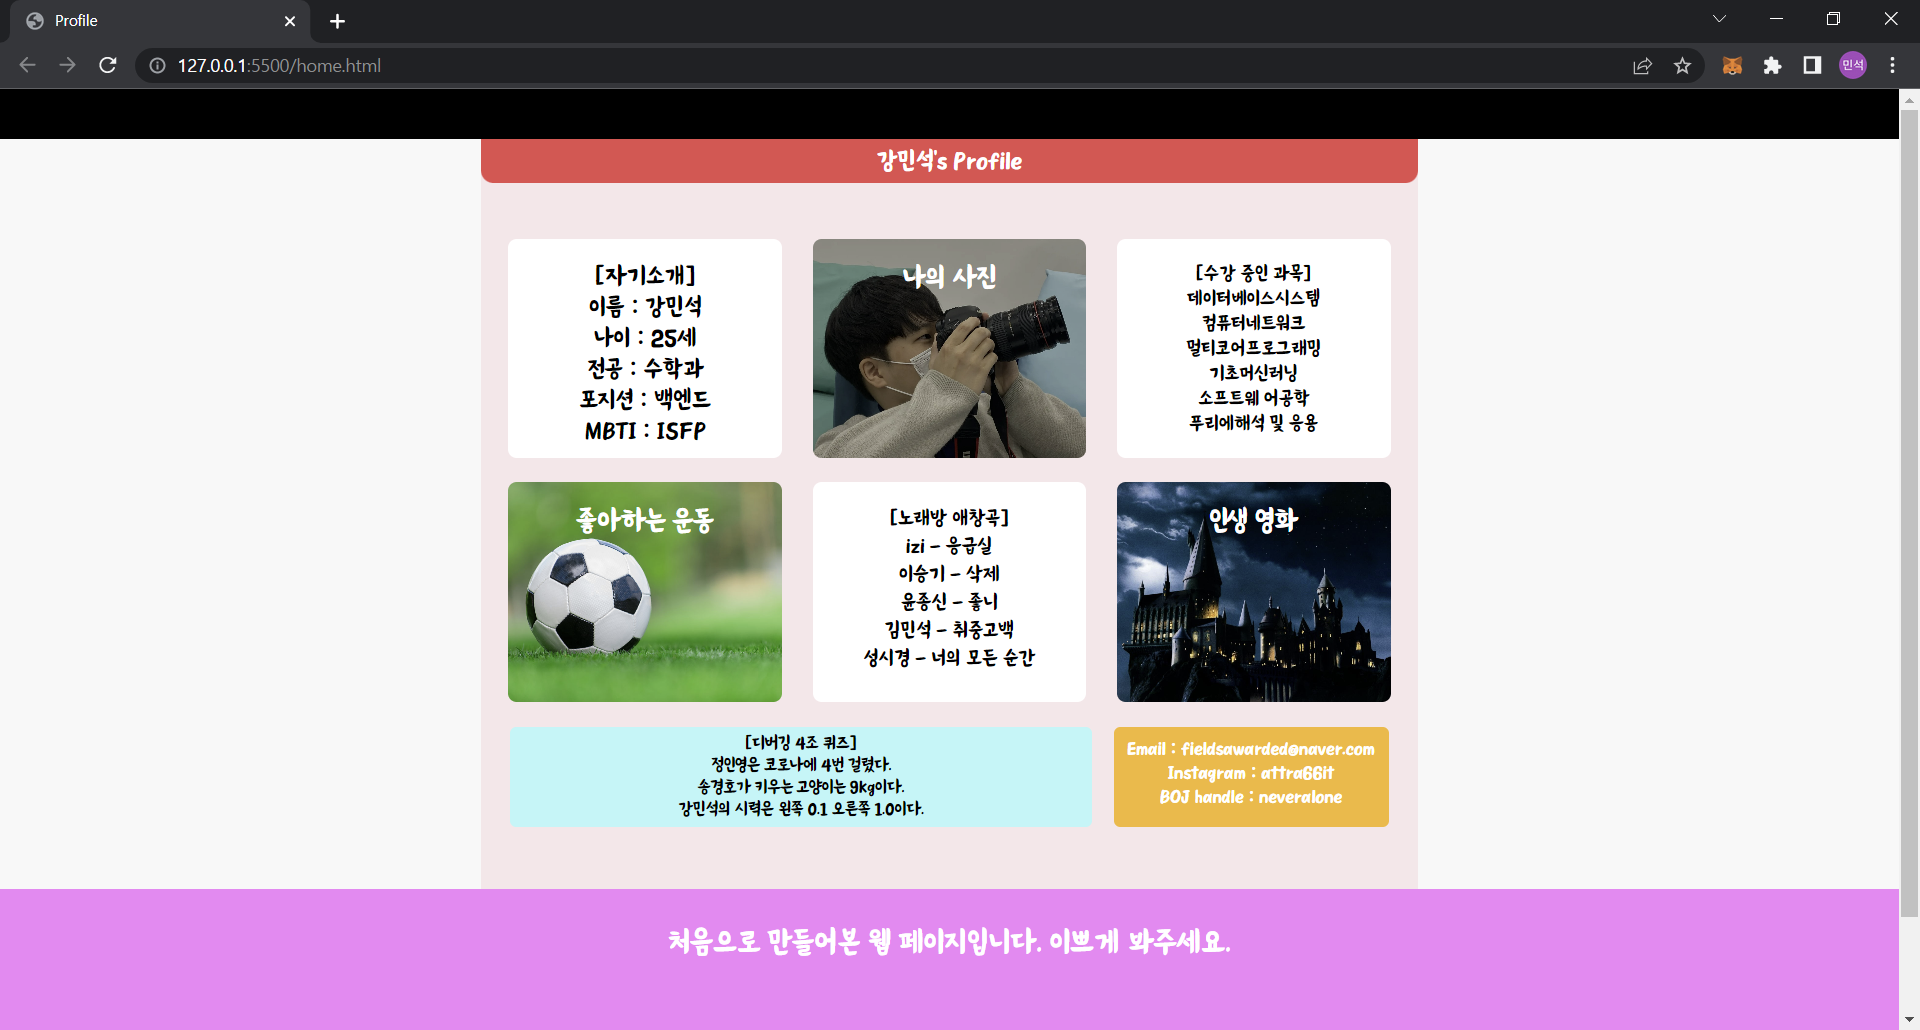 Profile
127.0.0.1:5500/home.html
민석
강민석's Profile
[자기소개]
이름 : 강민석
나이 : 25세
전공 : 수학과
포지션 : 백엔드
MBTI : ISFP
나의 사진
[수강 중인 과목]
데이터베이스시스템
컴퓨터네트워크
멀티코어프로그래밍
기초머신러닝
소프트웨 어공학
푸리에해석 및 응용
좋아하는 운동
[노래방 애창곡]
izi - 응급실
이승기 - 삭제
윤종신 - 좋니
김민석 - 취중고백
성시경 - 너의 모든 순간
인생 영화
[디버깅 4조 퀴즈]
정인영은 코로나에 4번 걸렸다.
송경호가 키우는 고양이는 9kg이다.
강민석의 시력은 왼쪽 0.1 오른쪽 1.0이다.
Email : fieldsawarded@naver.com
Instagram : attra66it
BOJ handle : neveralone
처음으로 만들어본 웹 페이지입니다. 이쁘게 봐주세요.